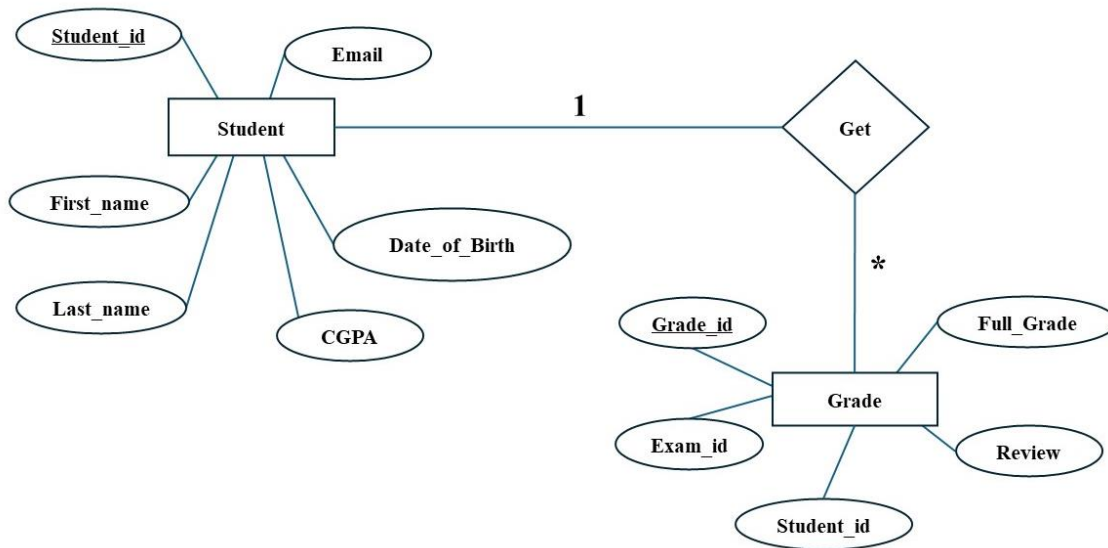 Student_id
Email
1
Student
Get
First_name
Date_of_Birth
Last_name
CGPA
*
Grade_id
Full_Grade
Grade
Exam_id
Review
Student_id